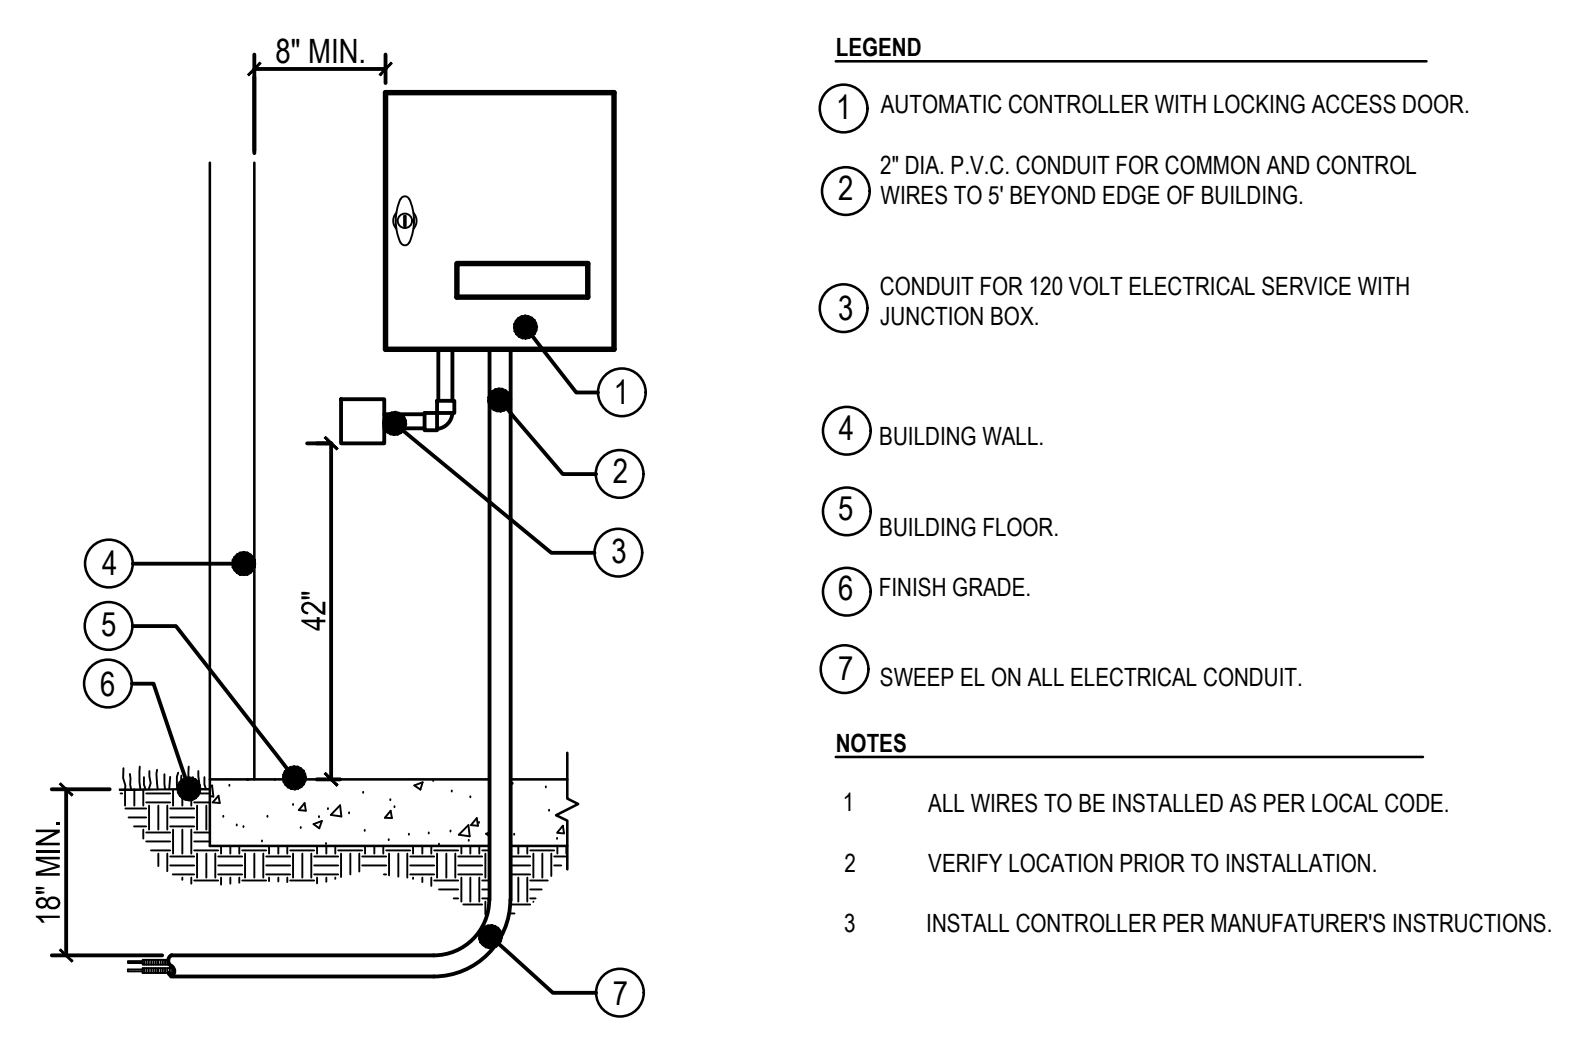 8" MIN.
1
2
3
4
42"
5
6
18" MIN.
7
LEGEND
1 AUTOMATIC CONTROLLER WITH LOCKING ACCESS DOOR.
2 2" DIA. P.V.C. CONDUIT FOR COMMON AND CONTROL
WIRES TO 5' BEYOND EDGE OF BUILDING.
3 CONDUIT FOR 120 VOLT ELECTRICAL SERVICE WITH
JUNCTION BOX.
4 BUILDING WALL.
5 BUILDING FLOOR.
6 FINISH GRADE.
7 SWEEP EL ON ALL ELECTRICAL CONDUIT.
NOTES
1 ALL WIRES TO BE INSTALLED AS PER LOCAL CODE.
2 VERIFY LOCATION PRIOR TO INSTALLATION.
3 INSTALL CONTROLLER PER MANUFATURER'S INSTRUCTIONS.